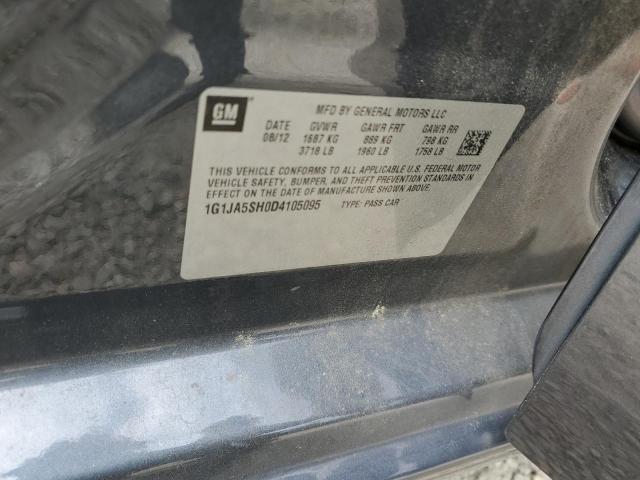 GM
MFD BY GENERAL MOTORS LLC
DATE GVWR GAWR FRT GAWR RR
08/12 1687 KG 889 KG 798 KG
3718 LB 1960 LB 1758 LB
THIS VEHICLE CONFORMS TO ALL APPLICABLE U.S. FEDERAL MOTOR
VEHICLE SAFETY, BUMPER, AND THEFT PREVENTION STANDARDS IN
EFFECT ON THE DATE OF MANUFACTURE SHOWN ABOVE.
1G1JA5SH0D4105095 TYPE: PASS CAR